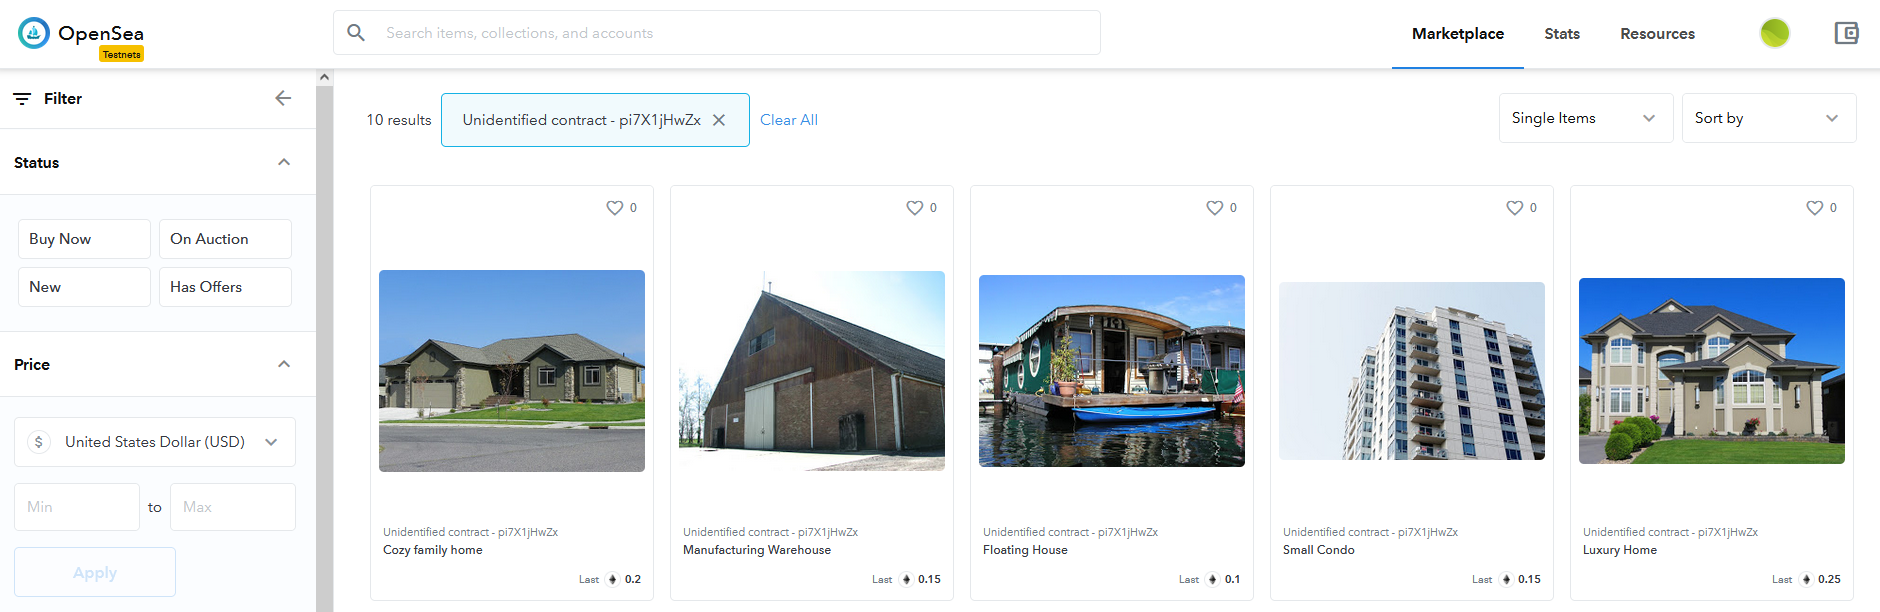 OpenSea
Testnets
Search items, collections, and accounts
Marketplace
Stats
Resources
Filter
Status
Buy Now
On Auction
New
Has Offers
Price
$ United States Dollar (USD)
Min
to
Max
Apply
10 results
Unidentified contract - pi7X1jHwZx
Clear All
Single Items
Sort by
0
Unidentified contract - pi7X1jHwZx
Cozy family home
Last 0.2
0
Unidentified contract - pi7X1jHwZx
Manufacturing Warehouse
Last 0.15
0
Unidentified contract - pi7X1jHwZx
Floating House
Last 0.1
0
Unidentified contract - pi7X1jHwZx
Small Condo
Last 0.15
0
Unidentified contract - pi7X1jHwZx
Luxury Home
Last 0.25